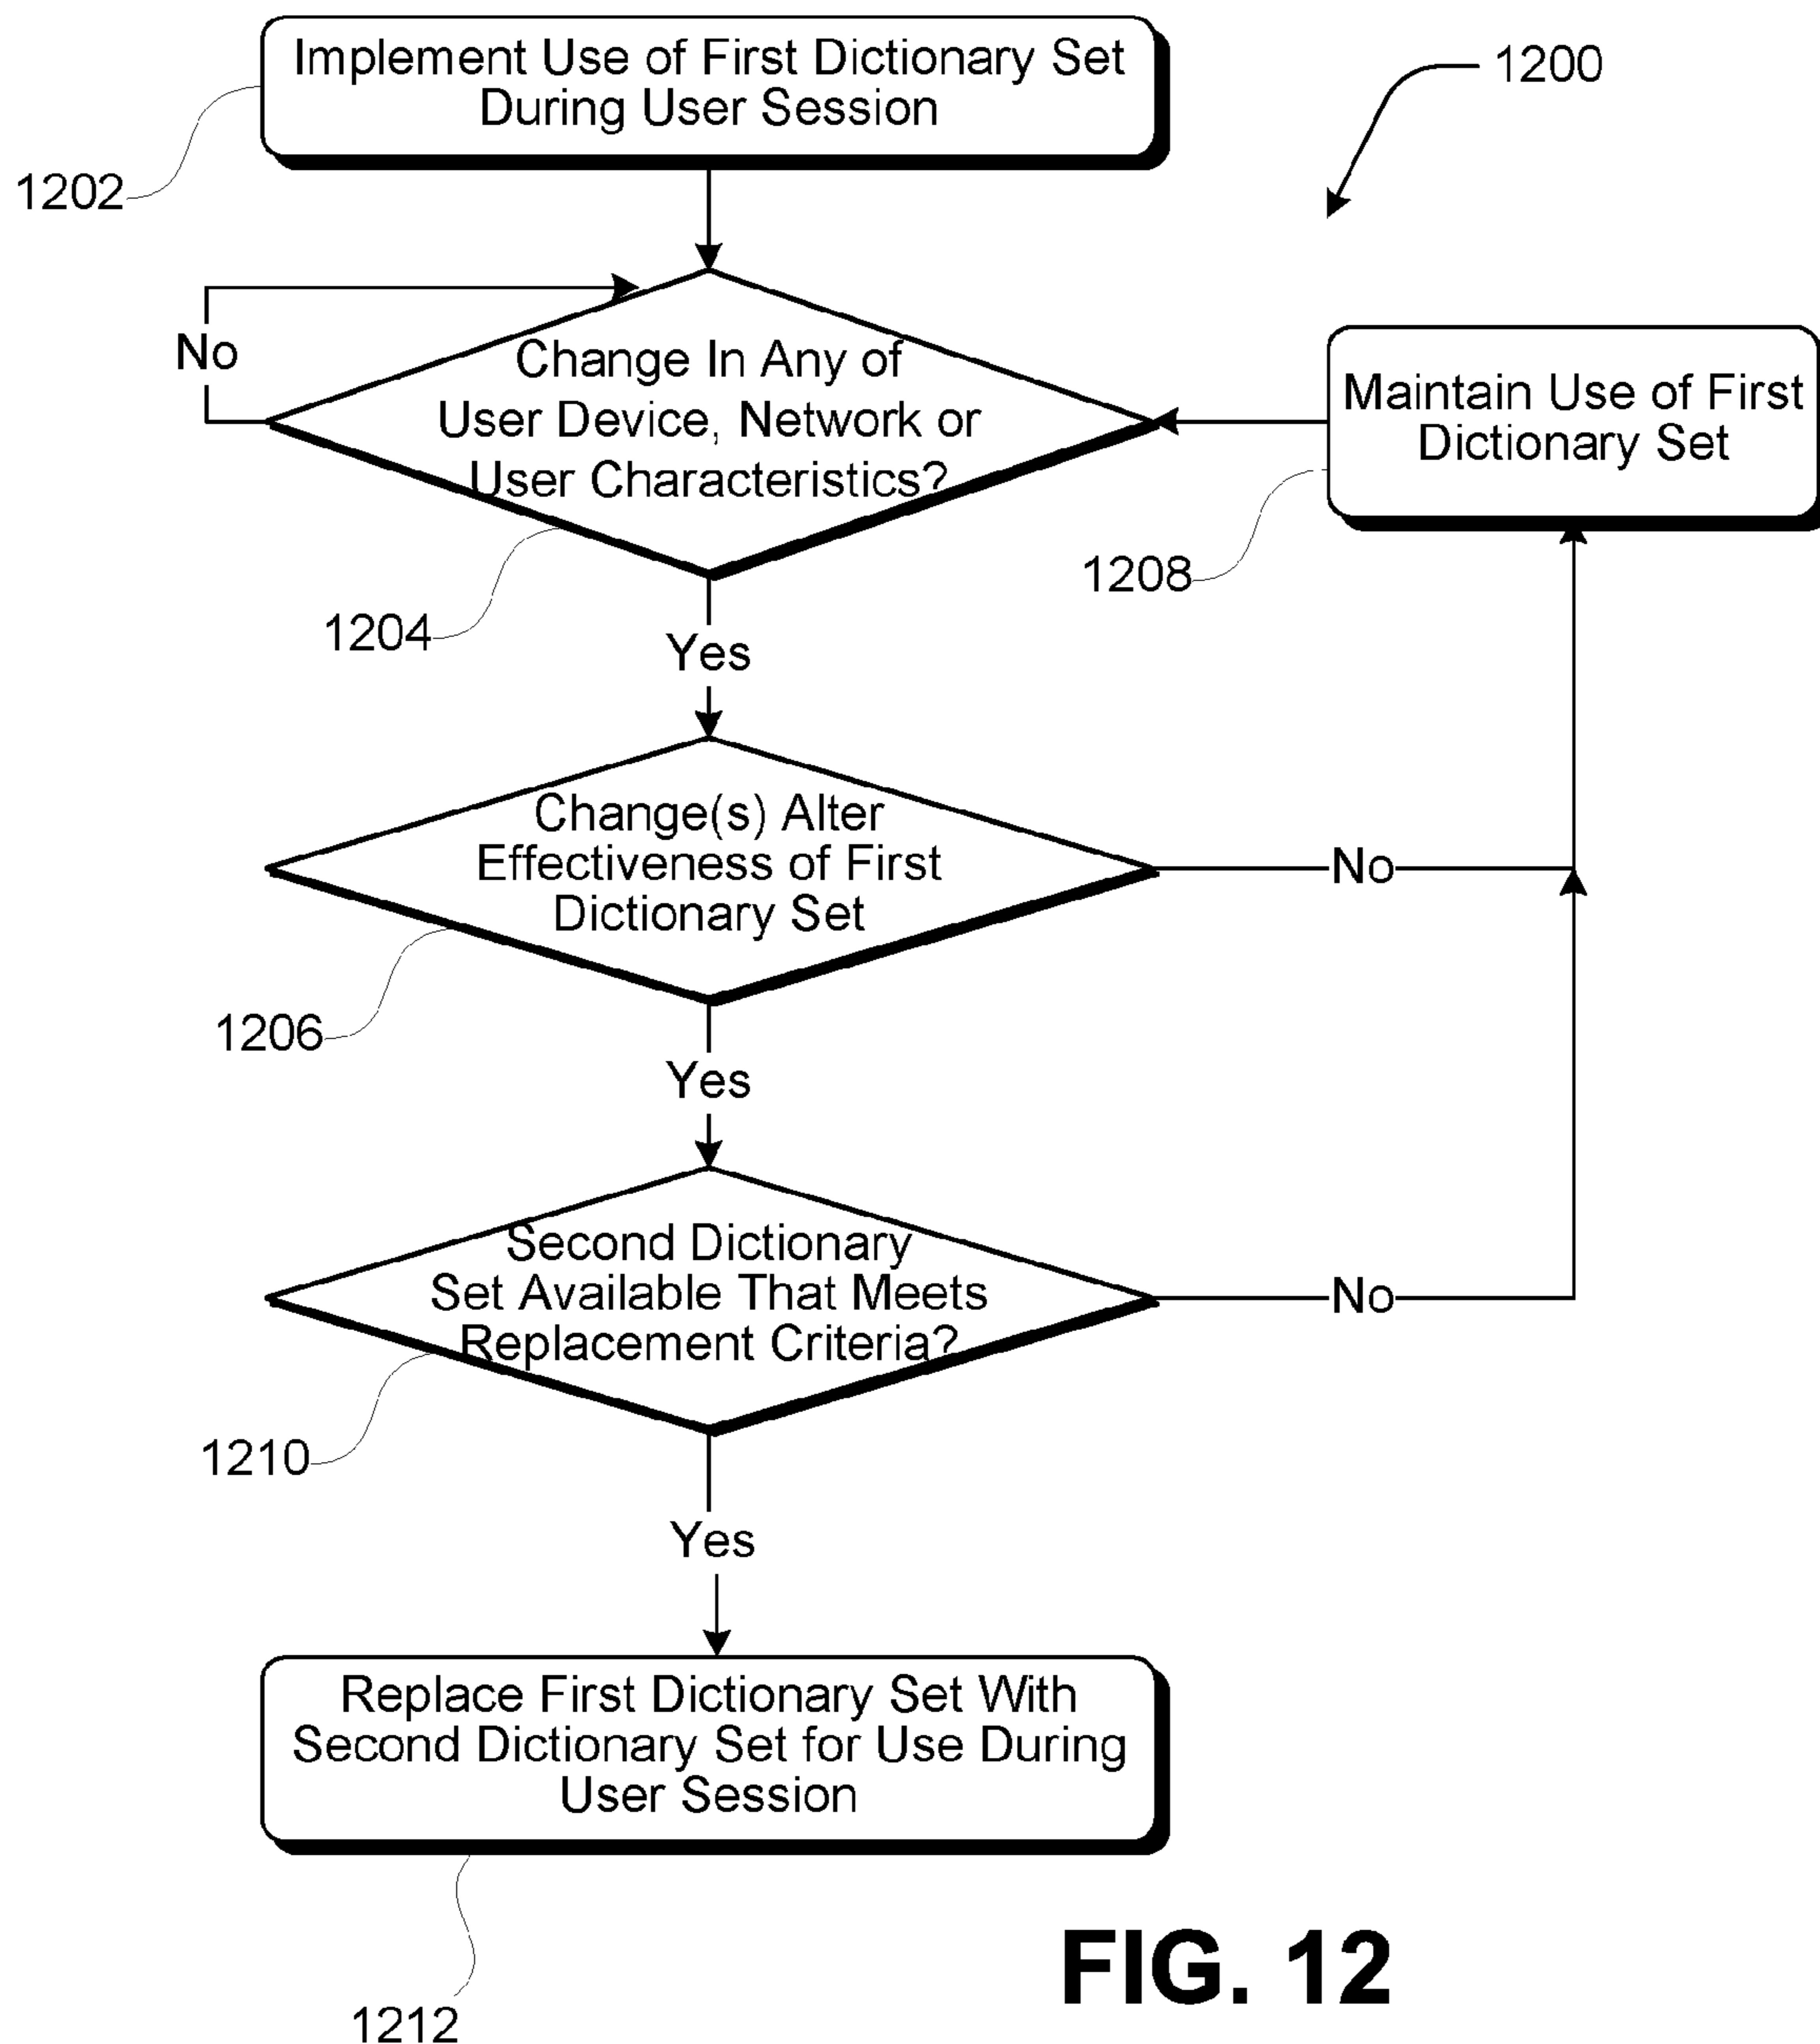 Implement Use of First Dictionary Set
During User Session
1200
1202
No
Change In Any of
User Device, Network or
User Characteristics?
Maintain Use of First
Dictionary Set
1208
1204
Yes
Change(s) Alter
Effectiveness of First
Dictionary Set
No
1206
Yes
Second Dictionary
Set Available That Meets
Replacement Criteria?
No
1210
Yes
Replace First Dictionary Set With
Second Dictionary Set for Use During
User Session
1212
FIG. 12